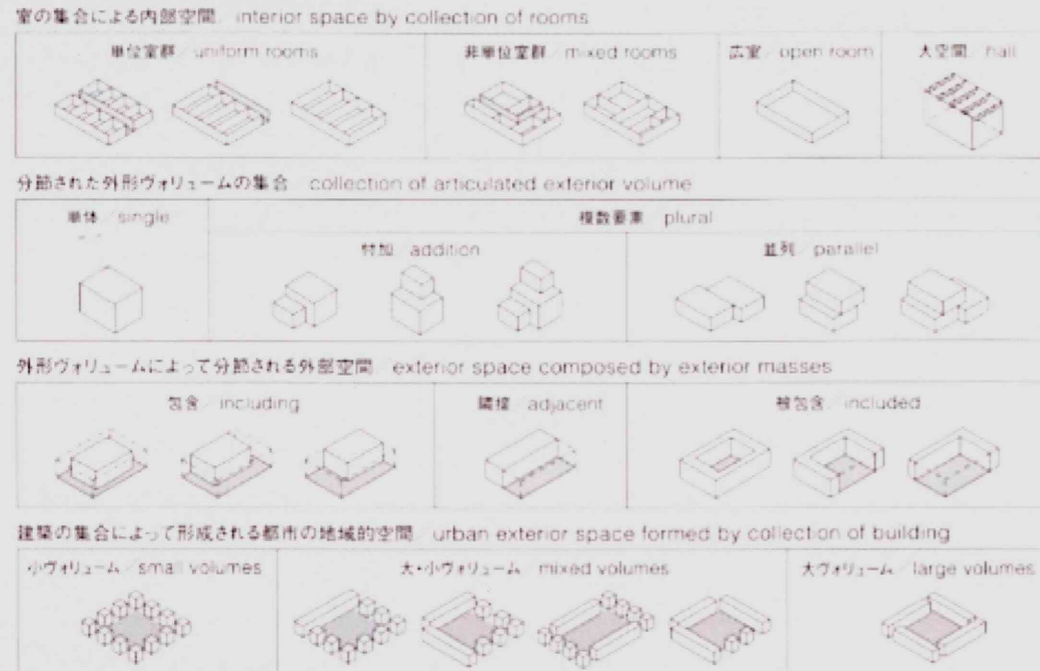 室の集合による内部空間 / interior space by collection of rooms
単位室群 / uniform rooms
非単位室群 / mixed rooms
広室 / open room
大空間 / hall
分節された外形ヴォリュームの集合 / collection of articulated exterior volume
単体 / single
複数要素 / plural
付加 / addition
並列 / parallel
外形ヴォリュームによって分節される外部空間 / exterior space composed by exterior masses
包含 / including
隣接 / adjacent
被包含 / included
建築の集合によって形成される都市の地域的空間 / urban exterior space formed by collection of building
小ヴォリューム / small volumes
大・小ヴォリューム / mixed volumes
大ヴォリューム / large volumes